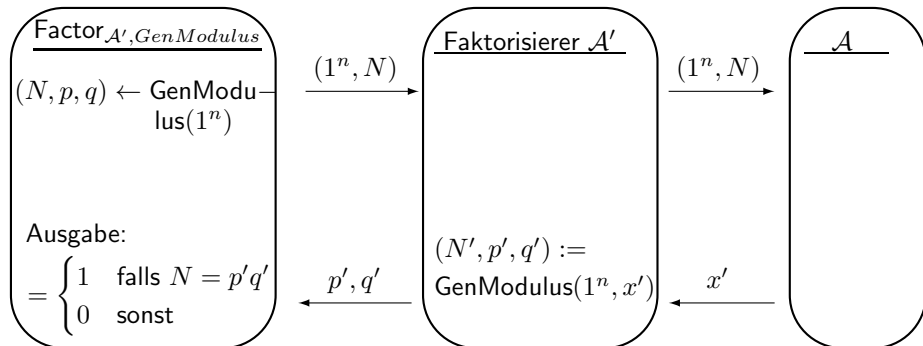 Factor_{𝒜′,GenModulus}
(N, p, q) ← GenModu-
lus(1^n)
Ausgabe:
= { 1 falls N = p′q′
0 sonst
(1^n, N)
p′, q′
Faktorisierer 𝒜′
(N′, p′, q′) :=
GenModulus(1^n, x′)
(1^n, N)
x′
𝒜